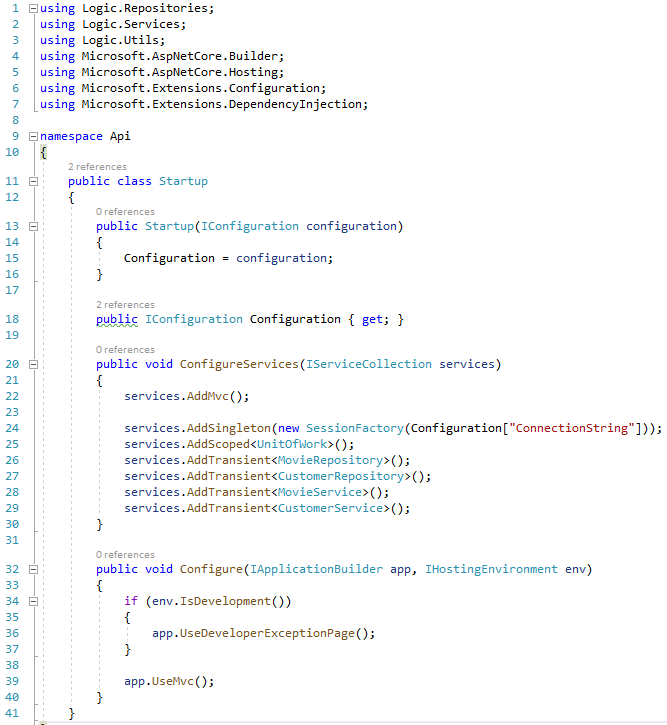 1 using Logic.Repositories;
2 using Logic.Services;
3 using Logic.Utils;
4 using Microsoft.AspNetCore.Builder;
5 using Microsoft.AspNetCore.Hosting;
6 using Microsoft.Extensions.Configuration;
7 using Microsoft.Extensions.DependencyInjection;
8
9 namespace Api
10 {
2 references
11 public class Startup
12 {
0 references
13 public Startup(IConfiguration configuration)
14 {
15 Configuration = configuration;
16 }
17
2 references
18 public IConfiguration Configuration { get; }
19
0 references
20 public void ConfigureServices(IServiceCollection services)
21 {
22 services.AddMvc();
23
24 services.AddSingleton(new SessionFactory(Configuration["ConnectionString"]));
25 services.AddScoped<UnitOfWork>();
26 services.AddTransient<MovieRepository>();
27 services.AddTransient<CustomerRepository>();
28 services.AddTransient<MovieService>();
29 services.AddTransient<CustomerService>();
30 }
31
0 references
32 public void Configure(IApplicationBuilder app, IHostingEnvironment env)
33 {
34 if (env.IsDevelopment())
35 {
36 app.UseDeveloperExceptionPage();
37 }
38
39 app.UseMvc();
40 }
41 }